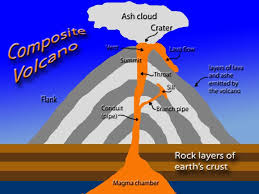 Composite
Volcano
Ash cloud
Crater
Lava flow
Summit
Throat
Sill
layers of lava
and ashe
emitted by
the volcano
Flank
Conduit
(pipe)
Branch pipe
Rock layers of
earth's crust
Magma chamber